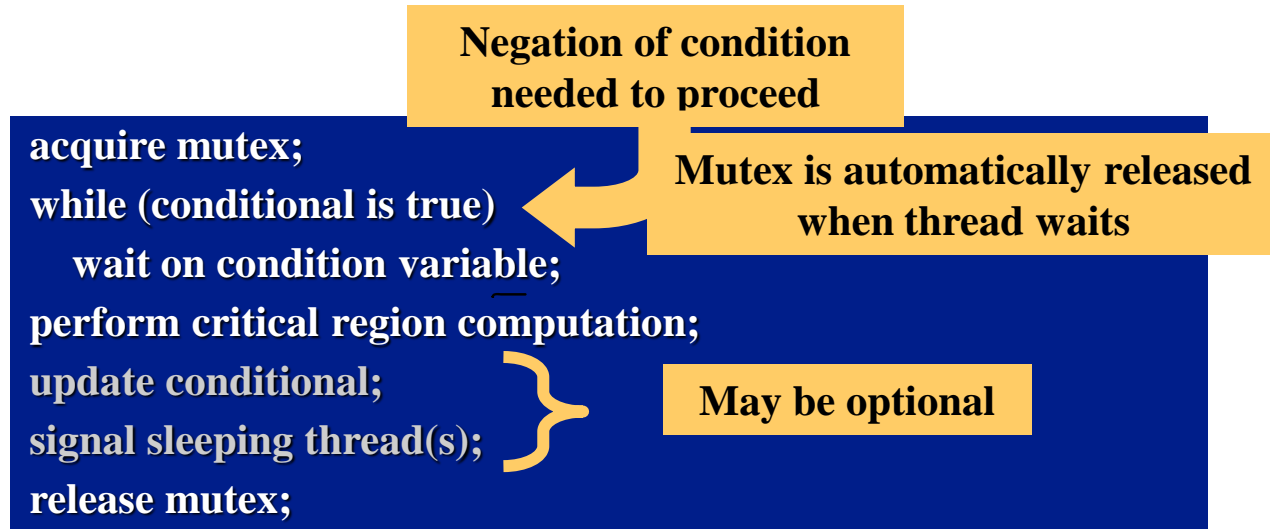 Negation of condition
needed to proceed
acquire mutex;
Mutex is automatically released
when thread waits
while (conditional is true)
wait on condition variable;
perform critical region computation;
update conditional;
signal sleeping thread(s);
May be optional
release mutex;